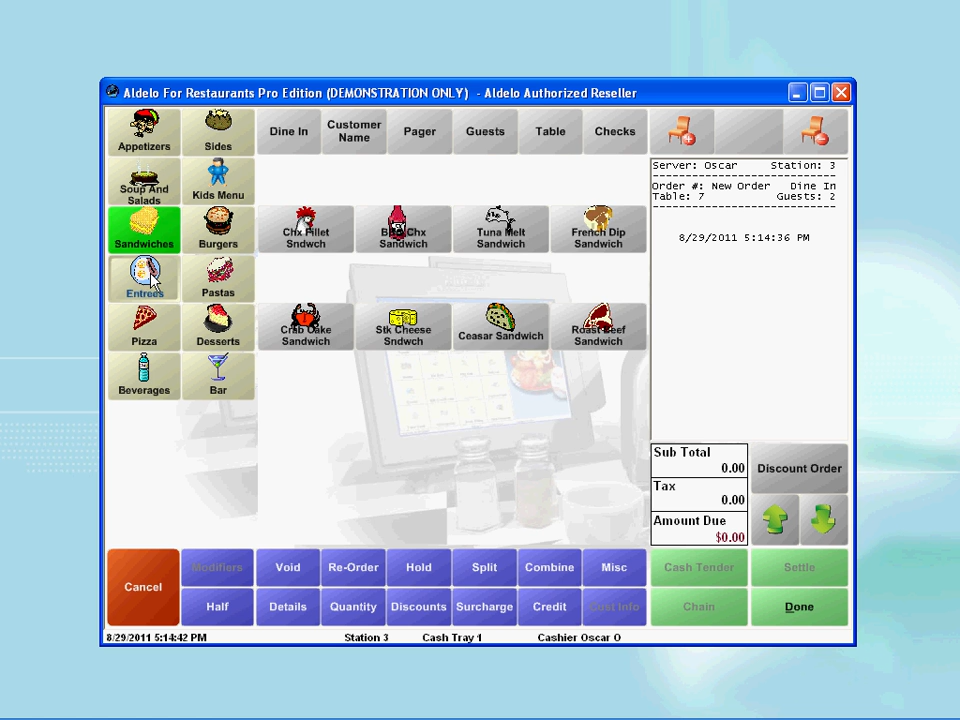 Aldelo For Restaurants Pro Edition (DEMONSTRATION ONLY) - Aldelo Authorized Reseller
Appetizers
Sides
Dine In
Customer
Name
Pager
Guests
Table
Checks
Soup And
Salads
Kids Menu
Sandwiches
Burgers
Entrees
Pastas
Pizza
Desserts
Beverages
Bar
Chx Fillet
Sndwch
BBQ Chx
Sandwich
Tuna Melt
Sandwich
French Dip
Sandwich
Crab Cake
Sandwich
Stk Cheese
Sndwch
Ceasar Sandwich
Roast Beef
Sandwich
Server: Oscar Station: 3
Order #: New Order Dine In
Table: 7 Guests: 2
8/29/2011 5:14:36 PM
Sub Total
0.00
Tax
0.00
Amount Due
$0.00
Discount Order
Cancel
Modifiers
Void
Re-Order
Hold
Split
Combine
Misc
Cash Tender
Settle
Half
Details
Quantity
Discounts
Surcharge
Credit
Cust Info
Chain
Done
8/29/2011 5:14:42 PM Station 3 Cash Tray 1 Cashier Oscar O